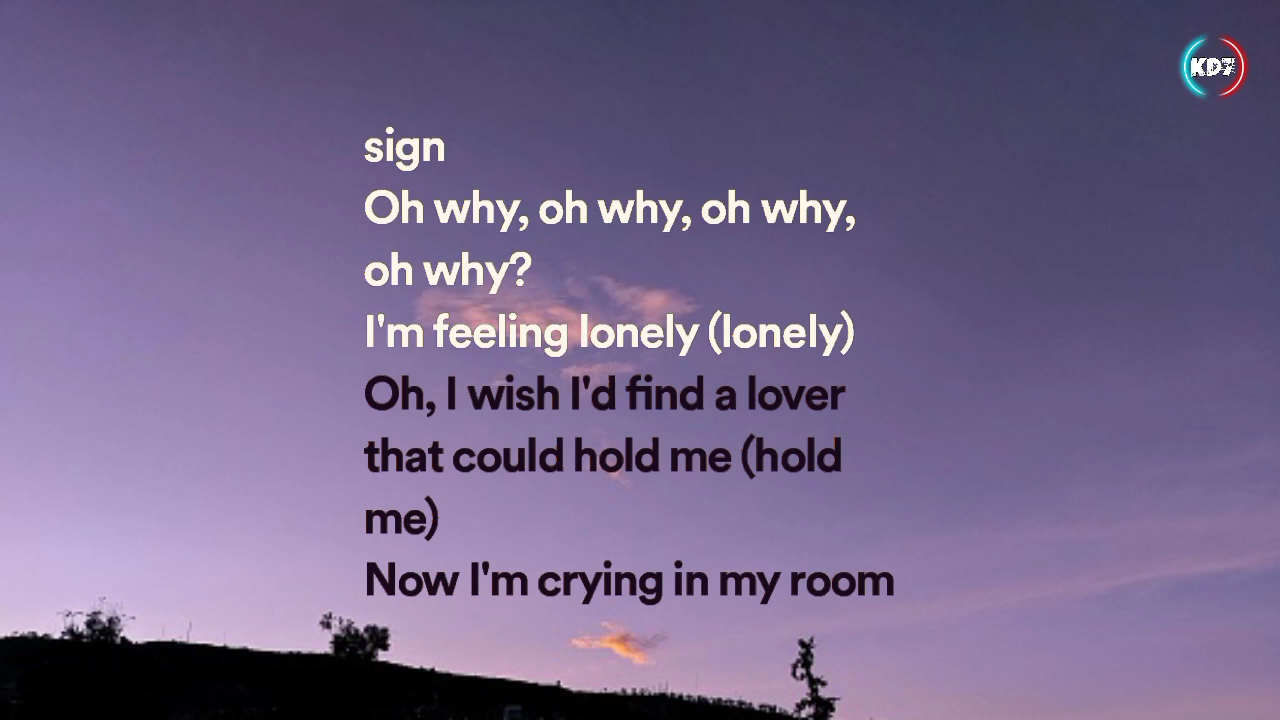 KD7
sign
Oh why, oh why, oh why,
oh why?
I'm feeling lonely (lonely)
Oh, I wish I'd find a lover
that could hold me (hold
me)
Now I'm crying in my room